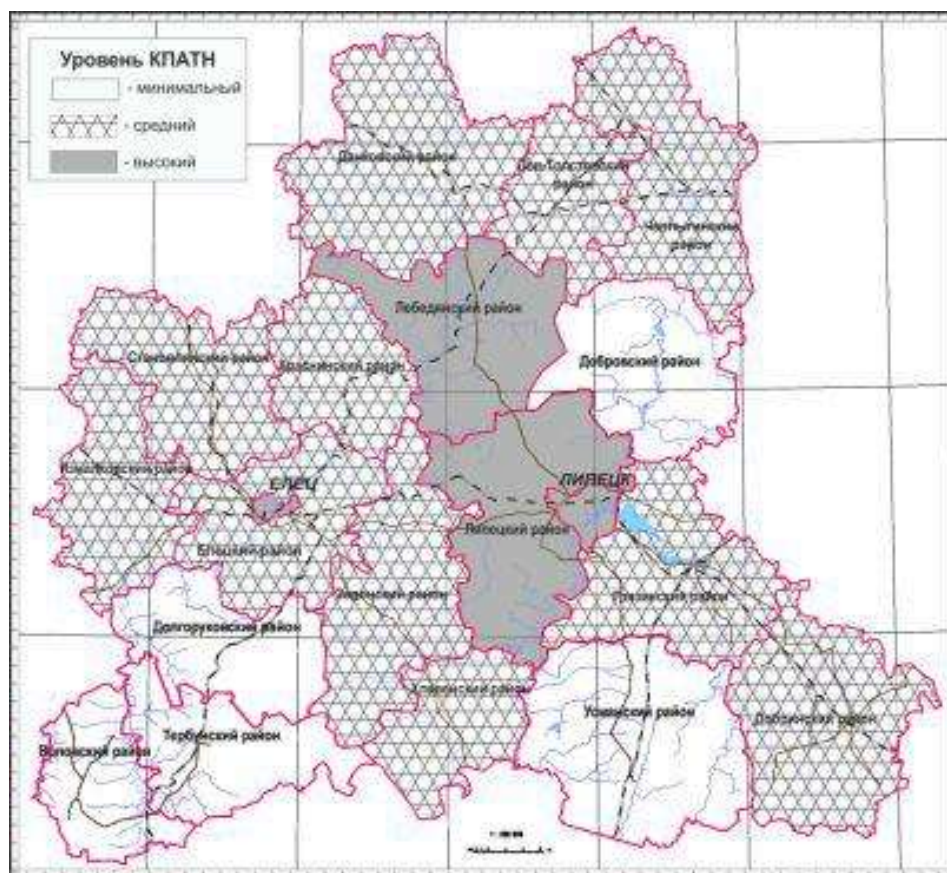 Уровень КПАТН
- минимальный
- средний
- высокий
Данковский район
Лев-Толстовский
район
Чаплыгинский
район
Лебедянский район
Добровский район
Становлянский район
Краснинский район
Измалковский район
ЕЛЕЦ
ЛИПЕЦК
Липецкий район
Елецкий район
Задонский район
Грязинский район
Долгоруковский район
Хлевенский район
Усманский район
Добринский район
Воловский район
Тербунский район